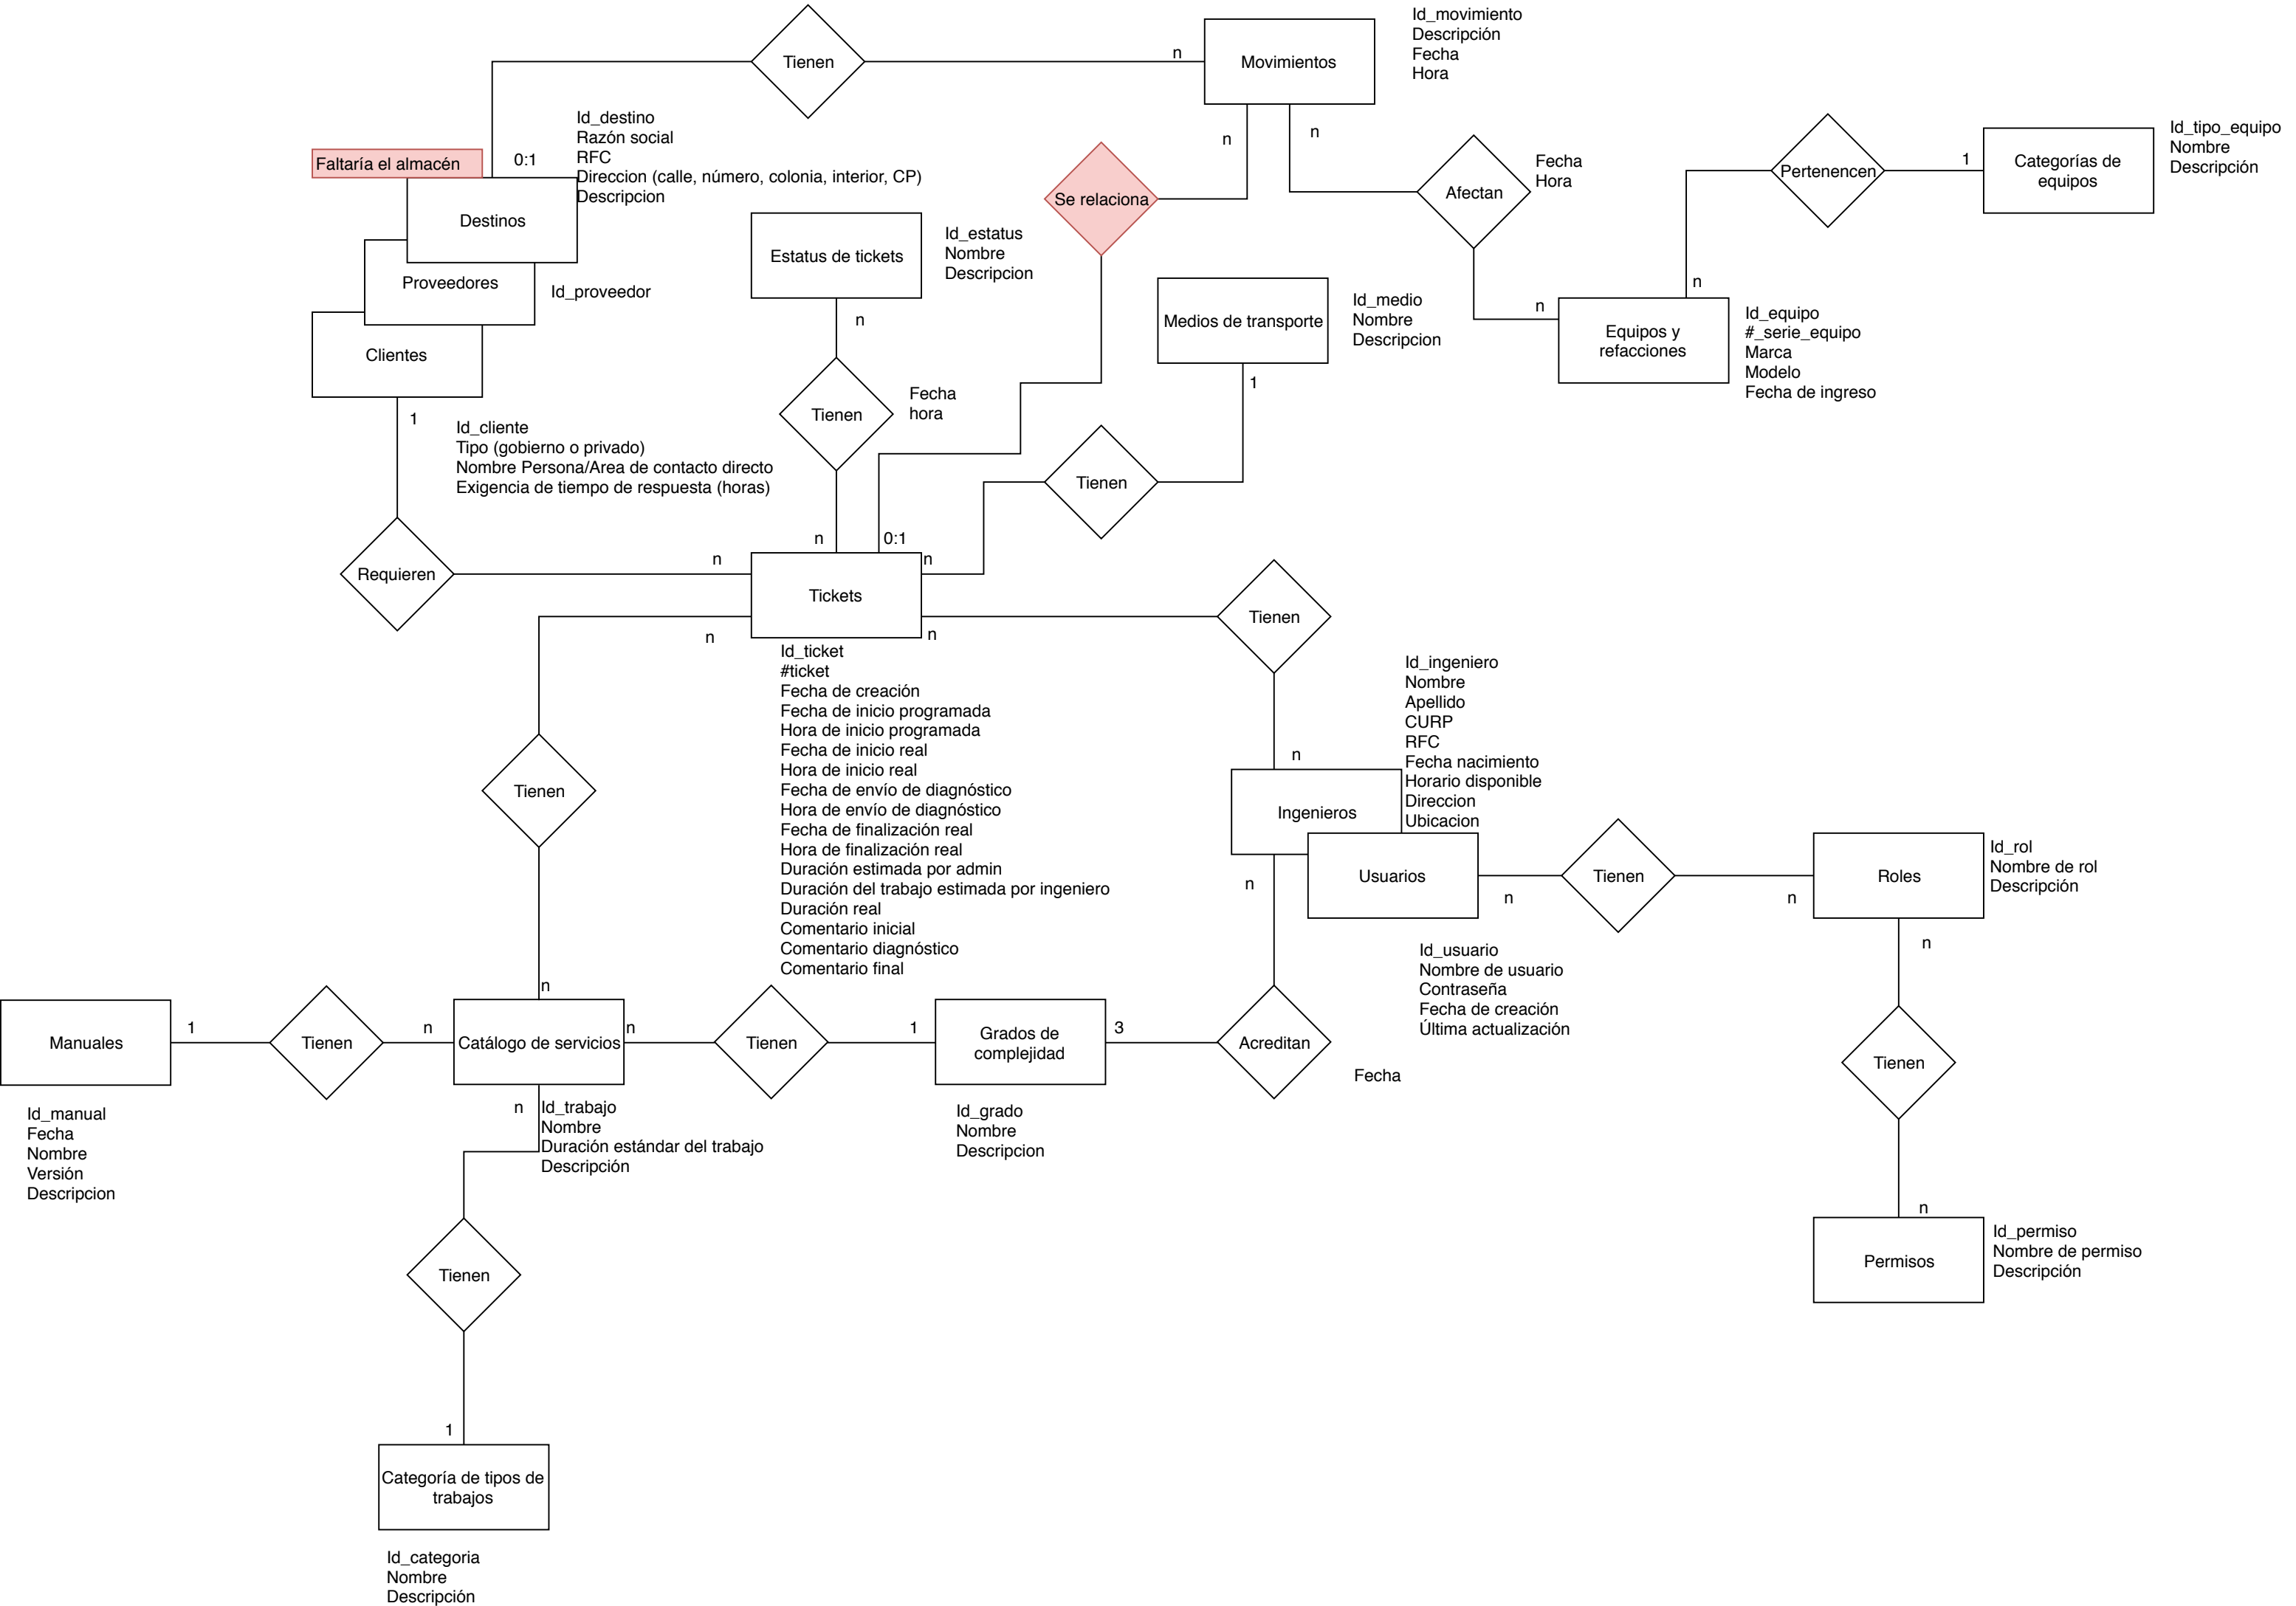 Tienen
n
Movimientos
Id_movimiento
Descripción
Fecha
Hora
n
n
Faltaría el almacén
0:1
Id_destino
Razón social
RFC
Direccion (calle, número, colonia, interior, CP)
Descripcion
Destinos
Proveedores
Id_proveedor
Clientes
1
Id_cliente
Tipo (gobierno o privado)
Nombre Persona/Area de contacto directo
Exigencia de tiempo de respuesta (horas)
Requieren
n
Estatus de tickets
Id_estatus
Nombre
Descripcion
n
Tienen
Fecha
hora
n
Se relaciona
0:1
Medios de transporte
Id_medio
Nombre
Descripcion
1
Tienen
n
Afectan
Fecha
Hora
n
Equipos y
refacciones
Id_equipo
#_serie_equipo
Marca
Modelo
Fecha de ingreso
n
Pertenencen
1
Categorías de
equipos
Id_tipo_equipo
Nombre
Descripción
Tickets
n
n
Id_ticket
#ticket
Fecha de creación
Fecha de inicio programada
Hora de inicio programada
Fecha de inicio real
Hora de inicio real
Fecha de envío de diagnóstico
Hora de envío de diagnóstico
Fecha de finalización real
Hora de finalización real
Duración estimada por admin
Duración del trabajo estimada por ingeniero
Duración real
Comentario inicial
Comentario diagnóstico
Comentario final
Tienen
n
Ingenieros
Id_ingeniero
Nombre
Apellido
CURP
RFC
Fecha nacimiento
Horario disponible
Direccion
Ubicacion
n
Usuarios
Id_usuario
Nombre de usuario
Contraseña
Fecha de creación
Última actualización
n
Tienen
n
Roles
Id_rol
Nombre de rol
Descripción
n
Tienen
n
Permisos
Id_permiso
Nombre de permiso
Descripción
Tienen
n
Manuales
1
Tienen
n
Catálogo de servicios
n
Tienen
1
Grados de
complejidad
3
Acreditan
Fecha
Id_manual
Fecha
Nombre
Versión
Descripcion
n
Id_trabajo
Nombre
Duración estándar del trabajo
Descripción
Id_grado
Nombre
Descripcion
Tienen
1
Categoría de tipos de
trabajos
Id_categoria
Nombre
Descripción